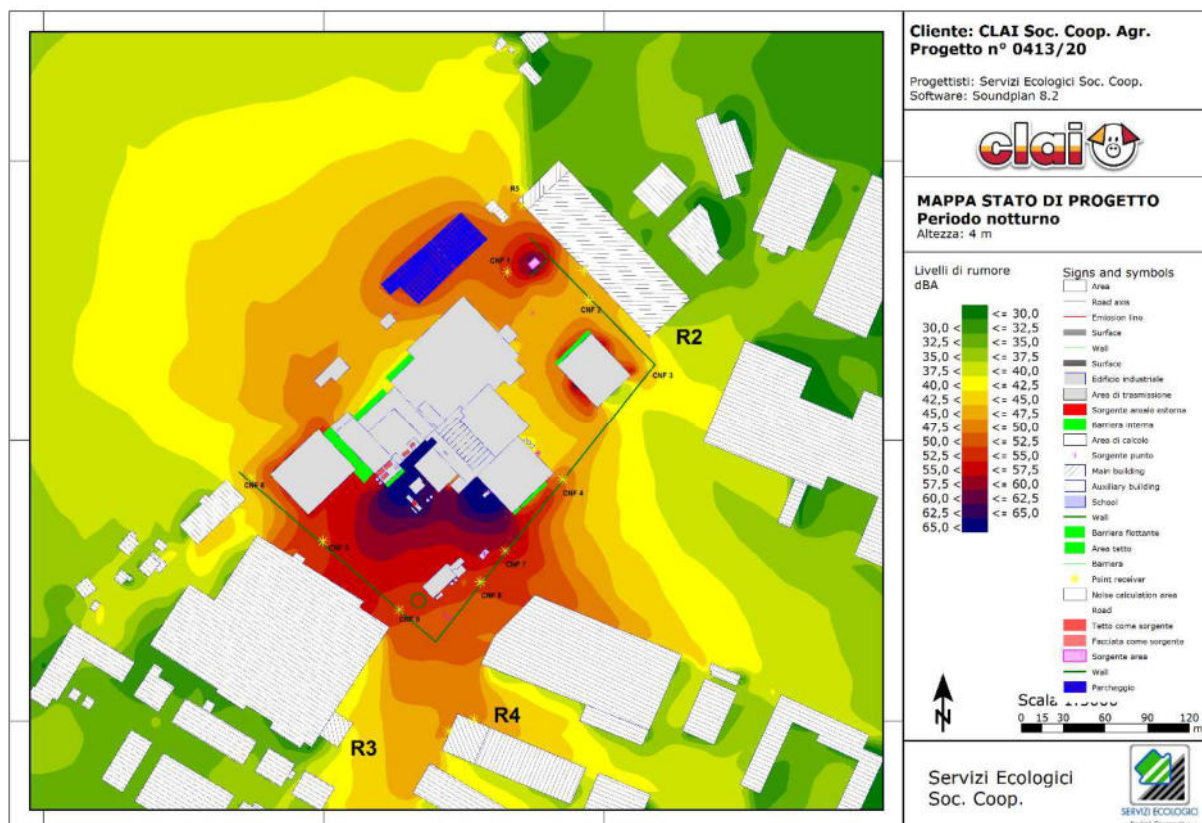 Cliente: CLAI Soc. Coop. Agr.
Progetto n° 0413/20
Progettisti: Servizi Ecologici Soc. Coop.
Software: Soundplan 8.2
clai
MAPPA STATO DI PROGETTO
Periodo notturno
Altezza: 4 m
Livelli di rumore
dBA
<= 30,0
30,0 < <= 32,5
32,5 < <= 35,0
35,0 < <= 37,5
37,5 < <= 40,0
40,0 < <= 42,5
42,5 < <= 45,0
45,0 < <= 47,5
47,5 < <= 50,0
50,0 < <= 52,5
52,5 < <= 55,0
55,0 < <= 57,5
57,5 < <= 60,0
60,0 < <= 62,5
62,5 < <= 65,0
65,0 <
Signs and symbols
Area
Road axis
Emission line
Surface
Wall
Surface
Edificio industriale
Area di trasmissione
Sorgente areale esterna
Barriera interna
Area di calcolo
Sorgente punto
Main building
Auxiliary building
School
Wall
Barriera flottante
Area tetto
Barriera
Point receiver
Noise calculation area
Road
Tetto come sorgente
Facciata come sorgente
Sorgente area
Wall
Parcheggio
Scala
0 15 30 60 90 120
m
N
Servizi Ecologici
Soc. Coop.
SERVIZI ECOLOGICI
R5
CNF 1
CNF 2
R2
CNF 3
CNF 4
CNF 7
CNF 8
R4
R3